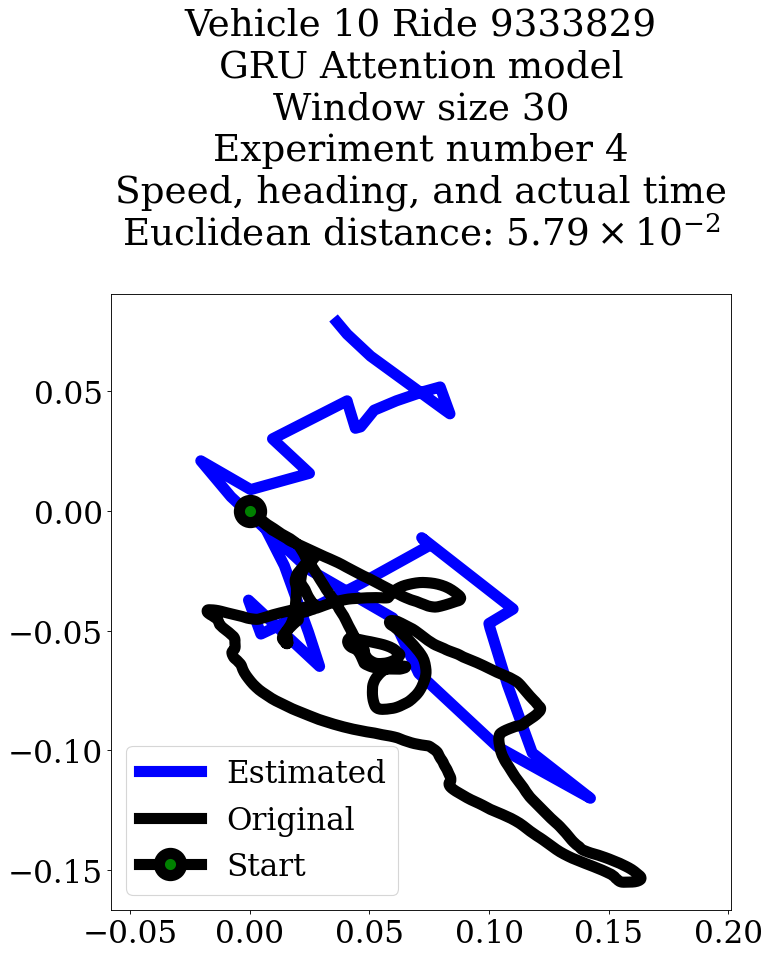 Vehicle 10 Ride 9333829
GRU Attention model
Window size 30
Experiment number 4
Speed, heading, and actual time
Euclidean distance: 5.79 × 10⁻²
0.05
0.00
−0.05
−0.10
−0.15
Estimated
Original
Start
−0.05 0.00 0.05 0.10 0.15 0.20